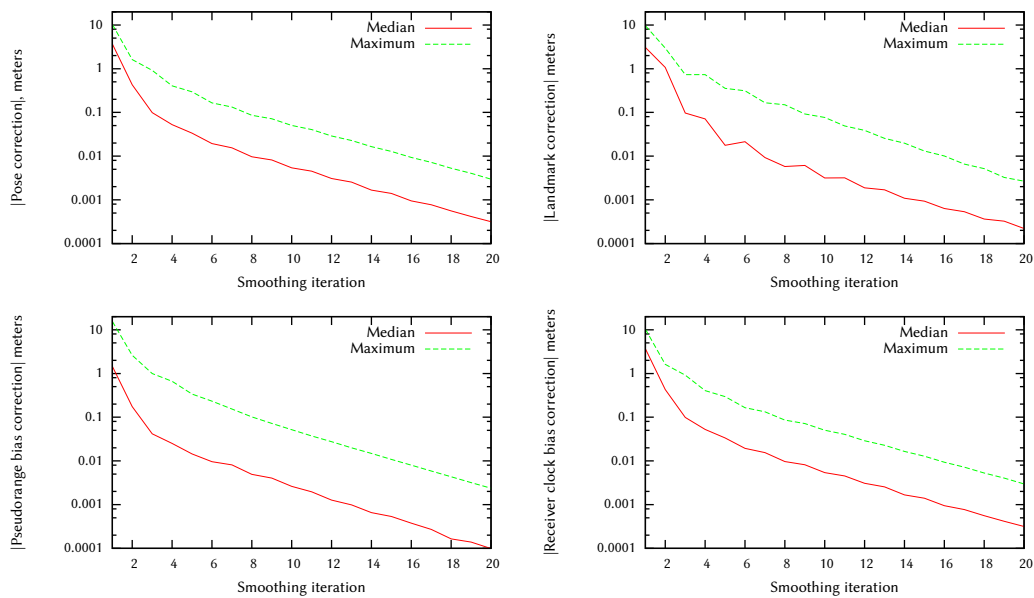 |Pose correction|, meters
10
1
0.1
0.01
0.001
0.0001
Median
Maximum
2 4 6 8 10 12 14 16 18 20
Smoothing iteration
|Landmark correction| meters
10
1
0.1
0.01
0.001
0.0001
Median
Maximum
2 4 6 8 10 12 14 16 18 20
Smoothing iteration
|Pseudorange bias correction| meters
10
1
0.1
0.01
0.001
0.0001
Median
Maximum
2 4 6 8 10 12 14 16 18 20
Smoothing iteration
|Receiver clock bias correction| meters
10
1
0.1
0.01
0.001
0.0001
Median
Maximum
2 4 6 8 10 12 14 16 18 20
Smoothing iteration